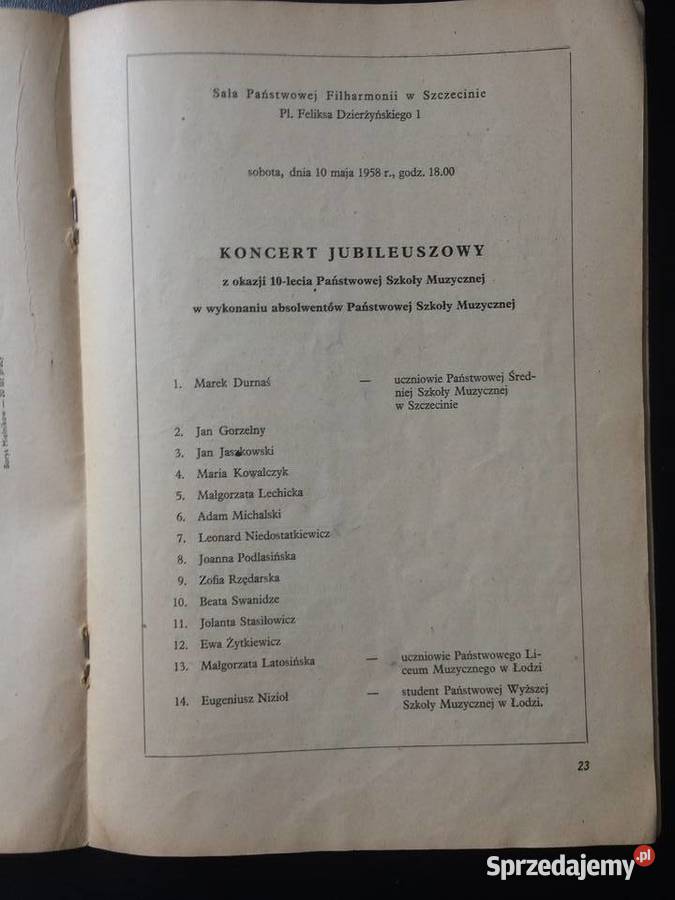 Sala Państwowej Filharmonii w Szczecinie
Pl. Feliksa Dzierżyńskiego 1
sobota, dnia 10 maja 1958 r., godz. 18.00
KONCERT JUBILEUSZOWY
z okazji 10-lecia Państwowej Szkoły Muzycznej
w wykonaniu absolwentów Państwowej Szkoły Muzycznej
1. Marek Durnaś — uczniowie Państwowej Śred-
niej Szkoły Muzycznej
w Szczecinie
2. Jan Gorzelny
3. Jan Jaszkowski
4. Maria Kowalczyk
5. Małgorzata Lechicka
6. Adam Michalski
7. Leonard Niedostatkiewicz
8. Joanna Podlasińska
9. Zofia Rzędarska
10. Beata Swanidze
11. Jolanta Stasiłowicz
12. Ewa Żytkiewicz
13. Małgorzata Latosińska — uczniowie Państwowego Li-
ceum Muzycznego w Łodzi
14. Eugeniusz Nizioł — student Państwowej Wyższej
Szkoły Muzycznej w Łodzi.
23
Borys Mielnikow —
Sprzedajemy.pl